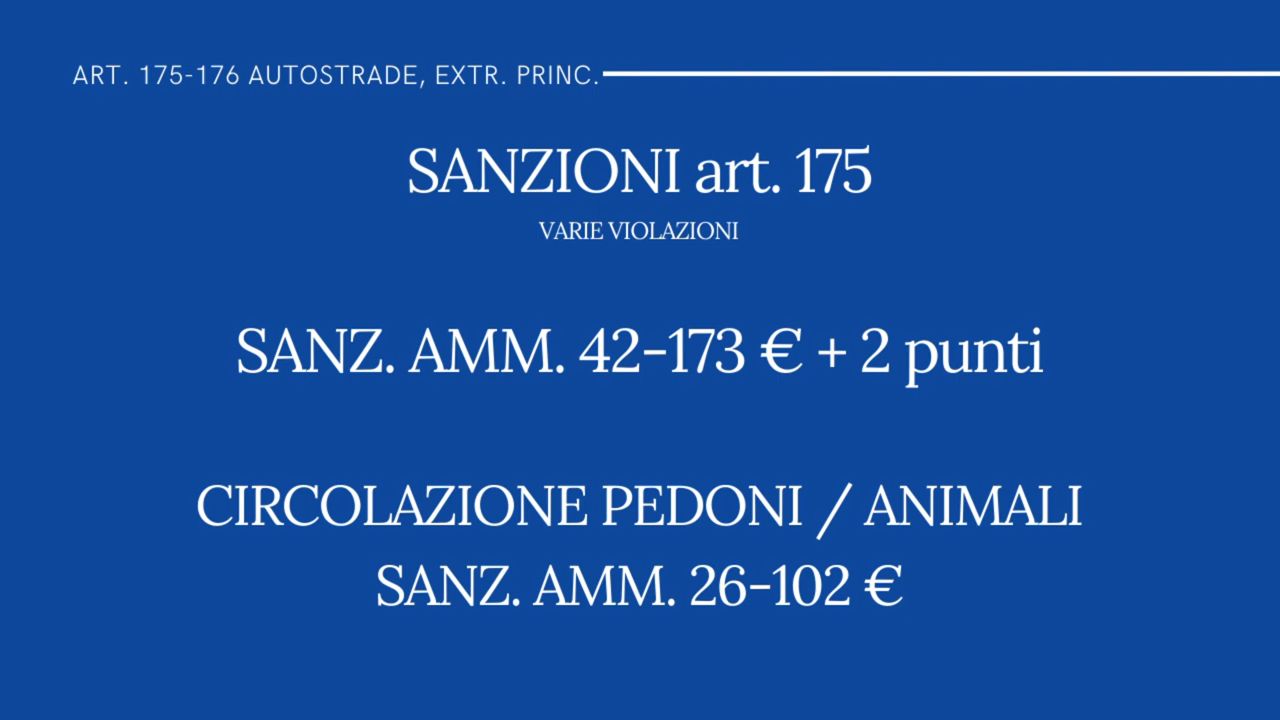 ART. 175-176 AUTOSTRADE, EXTR. PRINC.
SANZIONI art. 175
VARIE VIOLAZIONI
SANZ. AMM. 42-173 € + 2 punti
CIRCOLAZIONE PEDONI / ANIMALI
SANZ. AMM. 26-102 €